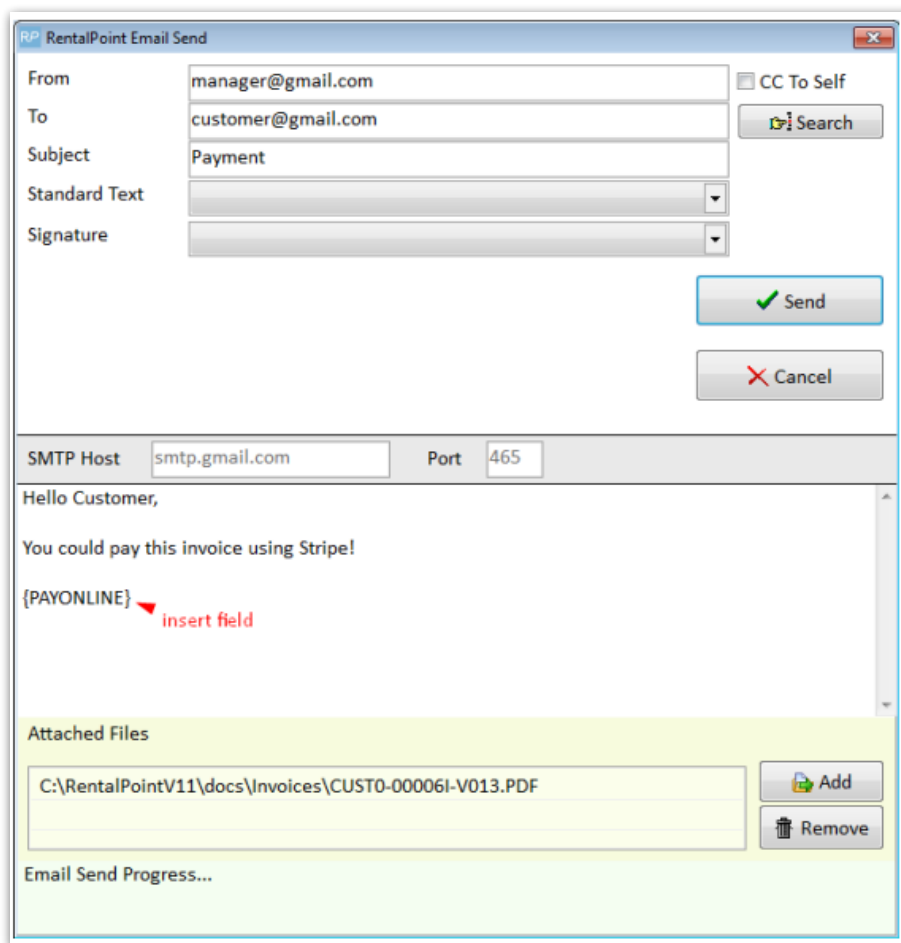 RP RentalPoint Email Send
From manager@gmail.com CC To Self
To customer@gmail.com Search
Subject Payment
Standard Text
Signature
Send
Cancel
SMTP Host smtp.gmail.com Port 465
Hello Customer,
You could pay this invoice using Stripe!
{PAYONLINE}
insert field
Attached Files
C:\RentalPointV11\docs\Invoices\CUST0-00006I-V013.PDF
Add
Remove
Email Send Progress...